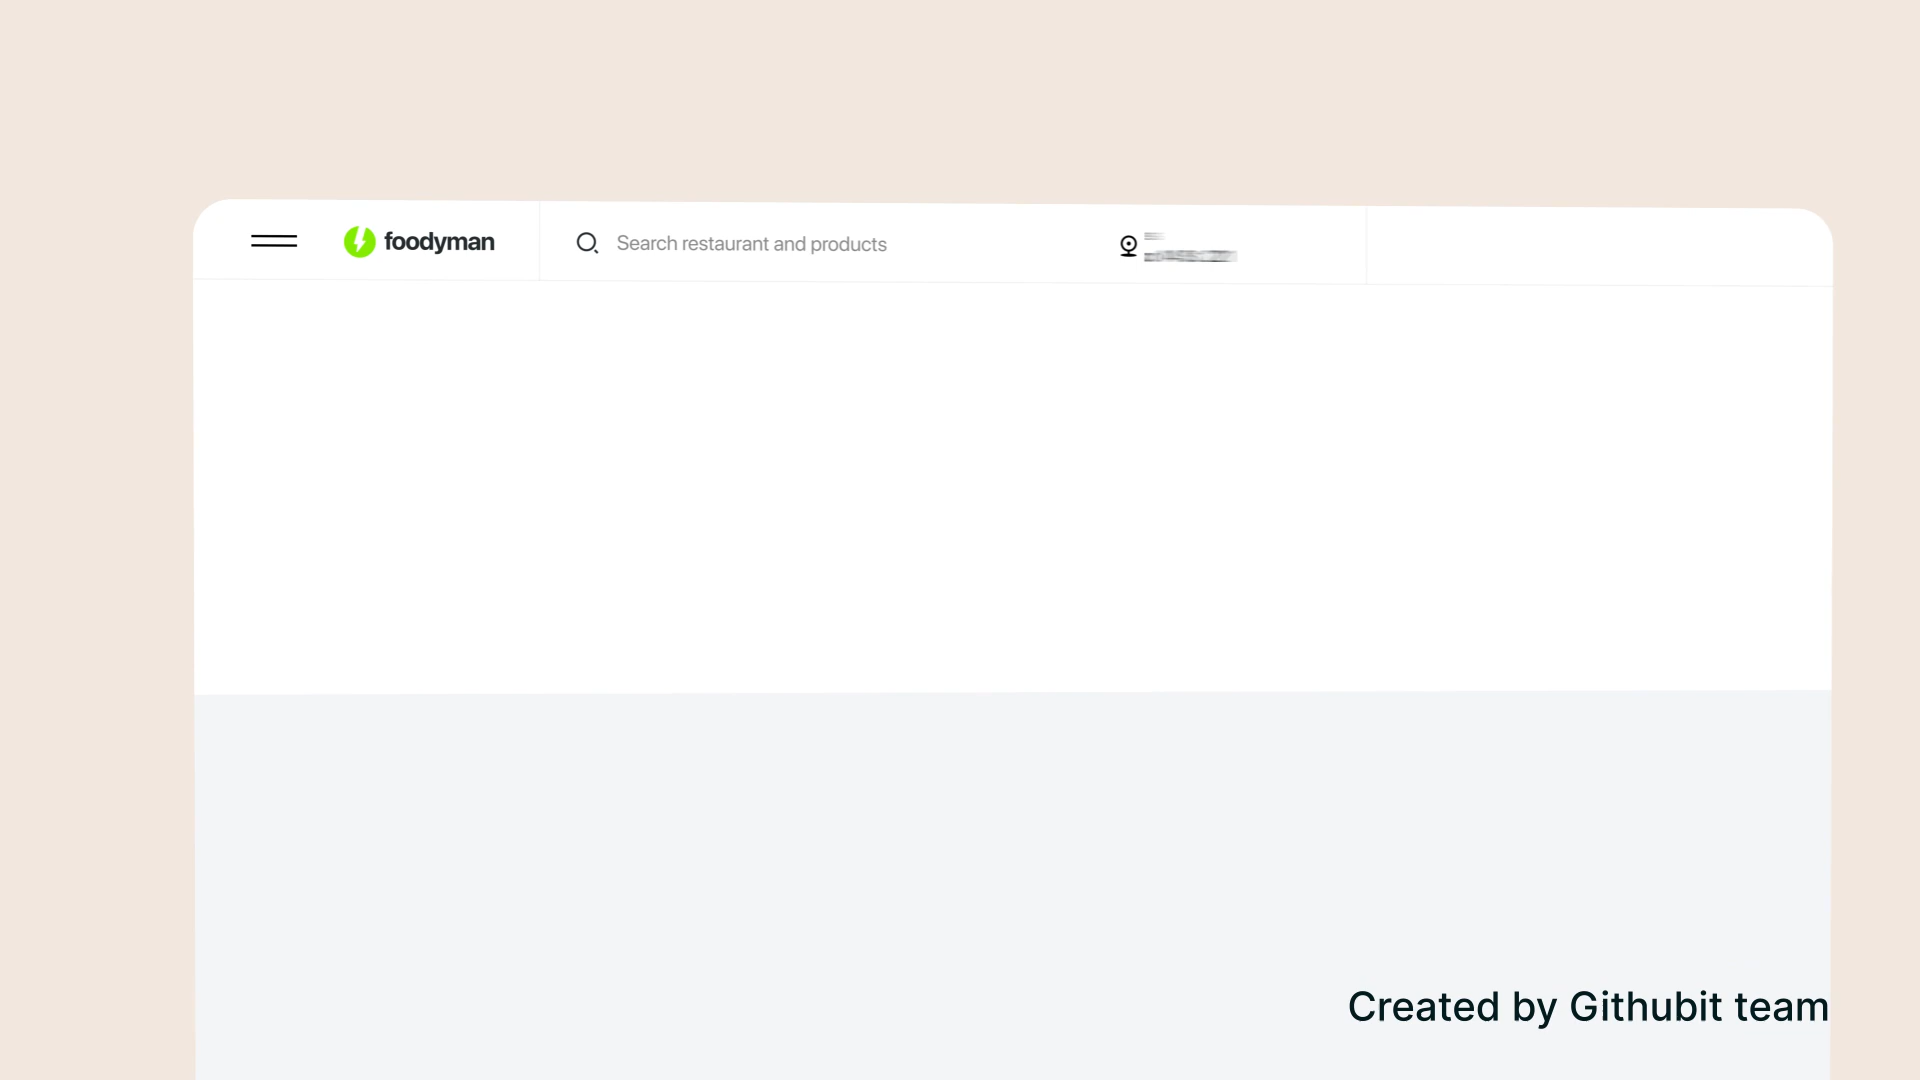 foodyman
Search restaurant and products
Created by Githubit team